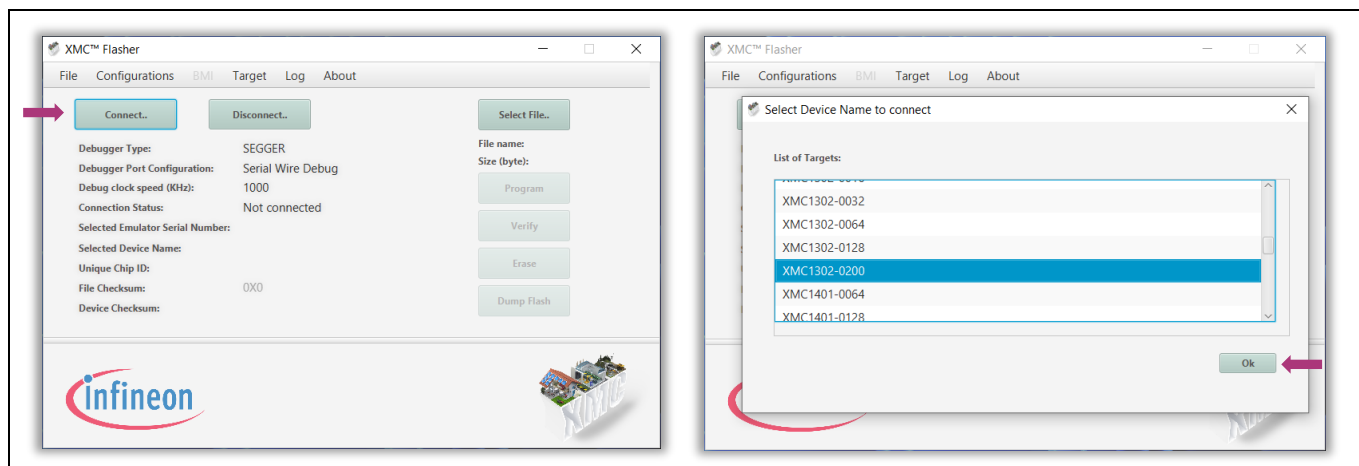 XMC™ Flasher
File Configurations BMI Target Log About
Connect.. Disconnect.. Select File..
Debugger Type: SEGGER
File name:
Debugger Port Configuration: Serial Wire Debug
Size (byte):
Debug clock speed (KHz): 1000
Program
Connection Status: Not connected
Selected Emulator Serial Number:
Verify
Selected Device Name:
Unique Chip ID:
Erase
File Checksum: 0X0
Dump Flash
Device Checksum:
infineon
XMC
XMC™ Flasher
File Configurations BMI Target Log About
Select Device Name to connect
List of Targets:
XMC1302-0032
XMC1302-0064
XMC1302-0128
XMC1302-0200
XMC1401-0064
XMC1401-0128
Ok
XMC